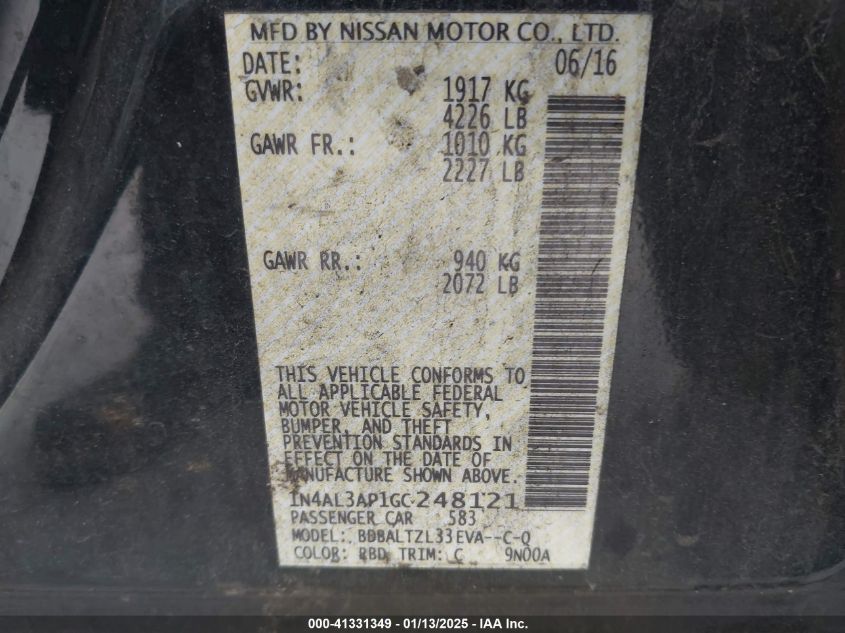 MFD BY NISSAN MOTOR CO., LTD.
DATE: 06/16
GVWR: 1917 KG
4226 LB
GAWR FR.: 1010 KG
2227 LB
GAWR RR.: 940 KG
2072 LB
THIS VEHICLE CONFORMS TO
ALL APPLICABLE FEDERAL
MOTOR VEHICLE SAFETY,
BUMPER, AND THEFT
PREVENTION STANDARDS IN
EFFECT ON THE DATE OF
MANUFACTURE SHOWN ABOVE.
1N4AL3AP1GC248121
PASSENGER CAR 583
MODEL: BDBALTZL33EVA--C-Q
COLOR: RBD TRIM: C 9N00A
000-41331349 — 01/13/2025 - IAA Inc.